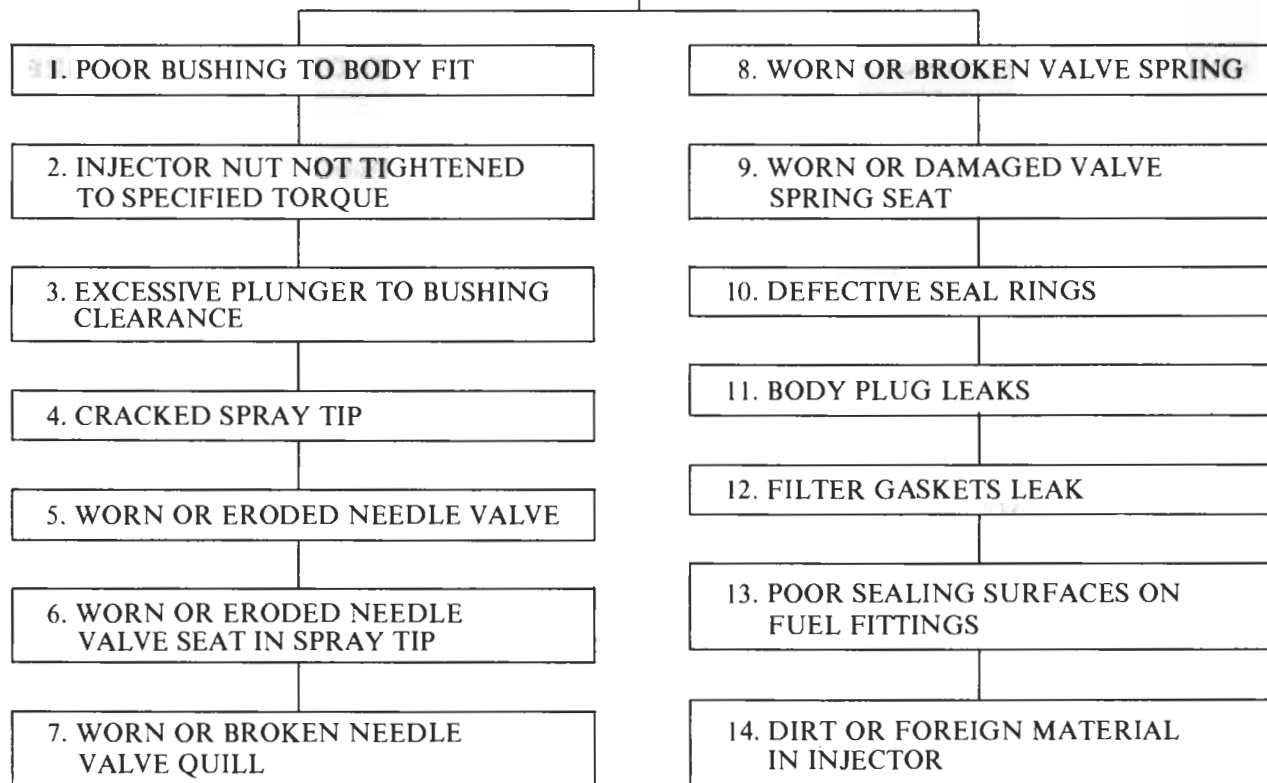 1. POOR BUSHING TO BODY FIT
2. INJECTOR NUT NOT TIGHTENED
TO SPECIFIED TORQUE
3. EXCESSIVE PLUNGER TO BUSHING
CLEARANCE
4. CRACKED SPRAY TIP
5. WORN OR ERODED NEEDLE VALVE
6. WORN OR ERODED NEEDLE
VALVE SEAT IN SPRAY TIP
7. WORN OR BROKEN NEEDLE
VALVE QUILL
8. WORN OR BROKEN VALVE SPRING
9. WORN OR DAMAGED VALVE
SPRING SEAT
10. DEFECTIVE SEAL RINGS
11. BODY PLUG LEAKS
12. FILTER GASKETS LEAK
13. POOR SEALING SURFACES ON
FUEL FITTINGS
14. DIRT OR FOREIGN MATERIAL
IN INJECTOR